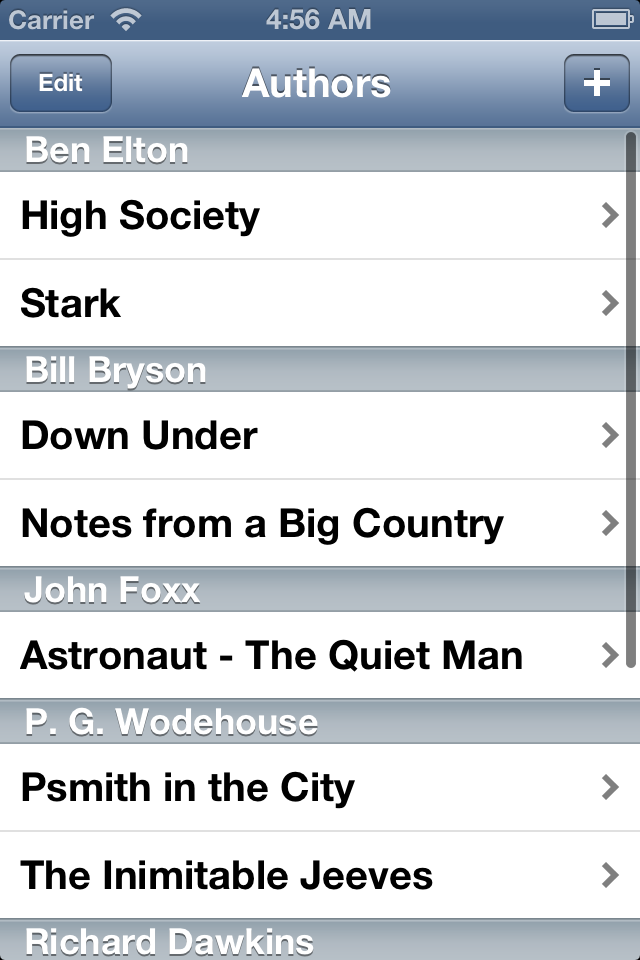 Carrier 4:56 AM
Edit Authors +
Ben Elton
High Society
Stark
Bill Bryson
Down Under
Notes from a Big Country
John Foxx
Astronaut - The Quiet Man
P. G. Wodehouse
Psmith in the City
The Inimitable Jeeves
Richard Dawkins